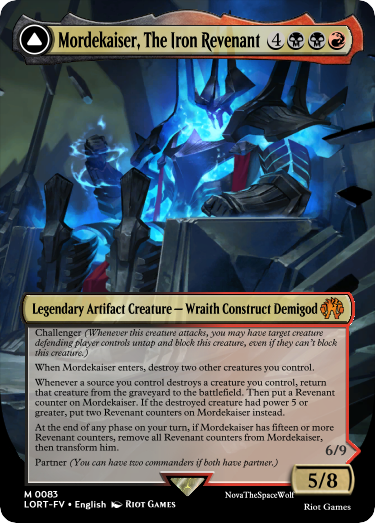 Mordekaiser, The Iron Revenant 4
Legendary Artifact Creature — Wraith Construct Demigod
Challenger (Whenever this creature attacks, you may have target creature
defending player controls untap and block this creature, even if they can't block
this creature.)
When Mordekaiser enters, destroy two other creatures you control.
Whenever a source you control destroys a creature you control, return
that creature from the graveyard to the battlefield. Then put a Revenant
counter on Mordekaiser. If the destroyed creature had power 5 or
greater, put two Revenant counters on Mordekaiser instead.
At the end of any phase on your turn, if Mordekaiser has fifteen or more
Revenant counters, remove all Revenant counters from Mordekaiser,
then transform him.
Partner (You can have two commanders if both have partner.)
6/9
5/8
M 0083
LORT-FV • English Riot Games
NovaTheSpaceWolf
Riot Games